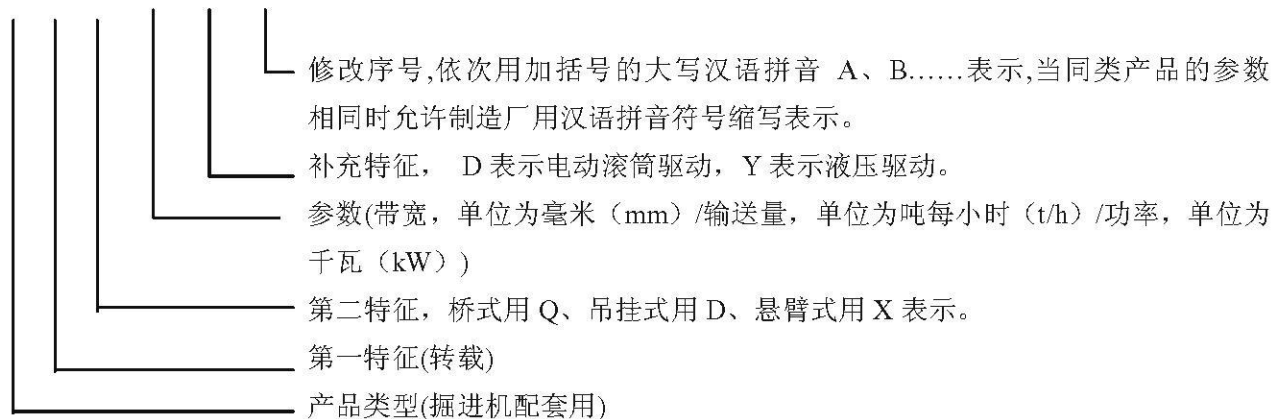 修改序号,依次用加括号的大写汉语拼音 A、B……表示,当同类产品的参数
相同时允许制造厂用汉语拼音符号缩写表示。
补充特征， D 表示电动滚筒驱动，Y 表示液压驱动。
参数(带宽，单位为毫米（mm）/输送量，单位为吨每小时（t/h）/功率，单位为
千瓦（kW）)
第二特征，桥式用 Q、吊挂式用 D、悬臂式用 X 表示。
第一特征(转载)
产品类型(掘进机配套用)